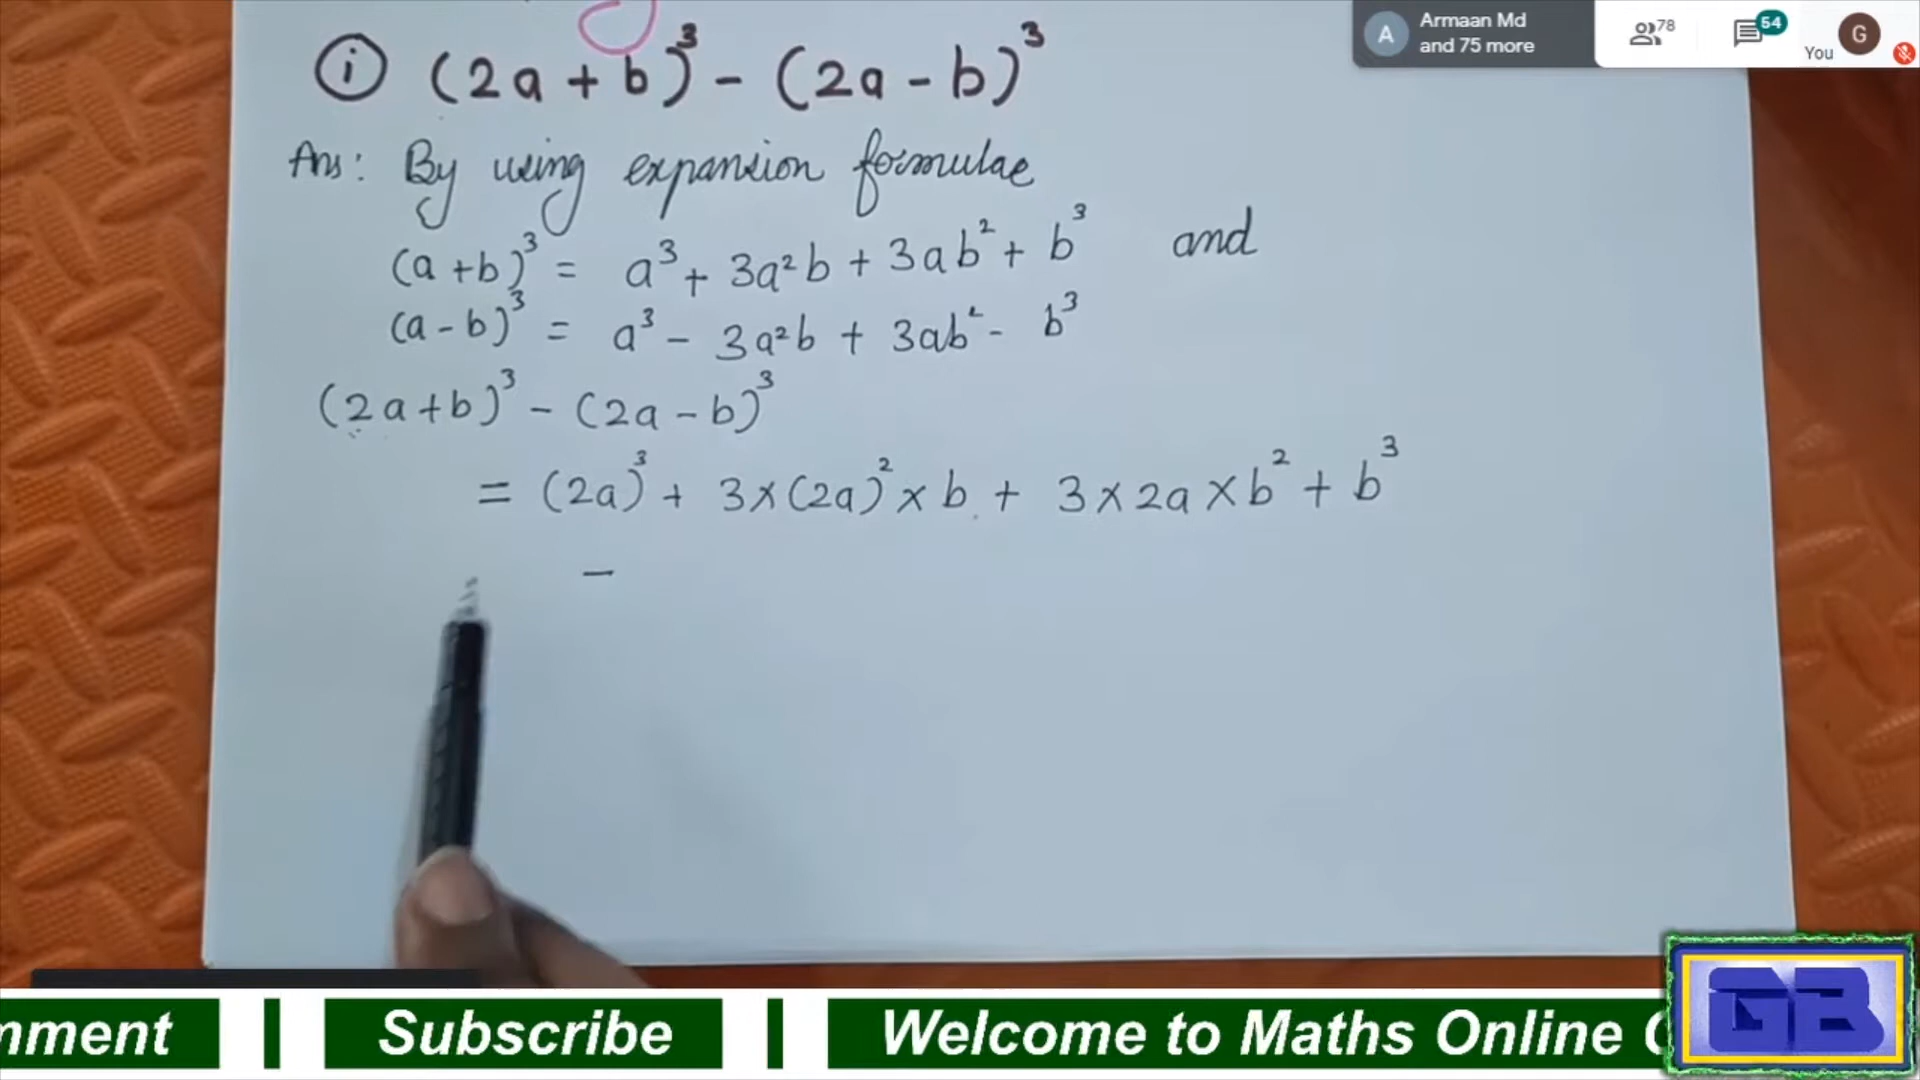 Armaan Md
and 75 more
A
78
54
You
G
i (2a + b)³ - (2a - b)³
Ans: By using expansion formulae
(a+b)³ = a³ + 3a²b + 3ab² + b³ and
(a-b)³ = a³ - 3a²b + 3ab² - b³
(2a+b)³ - (2a-b)³
= (2a)³ + 3×(2a)²×b + 3×2a×b² + b³
-
mment | Subscribe | Welcome to Maths Online
GB